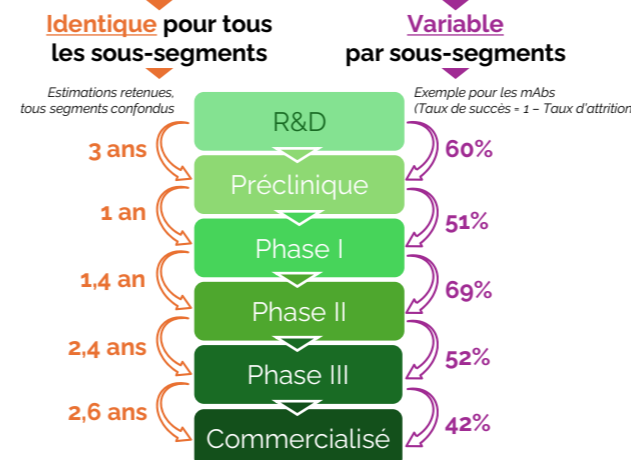 Identique pour tous
les sous-segments
Variable
par sous-segments
Estimations retenues,
tous segments confondus
Exemple pour les mAbs
(Taux de succès = 1 – Taux d'attrition
R&D
3 ans
60%
Préclinique
1 an
51%
Phase I
1,4 an
69%
Phase II
2,4 ans
52%
Phase III
2,6 ans
42%
Commercialisé